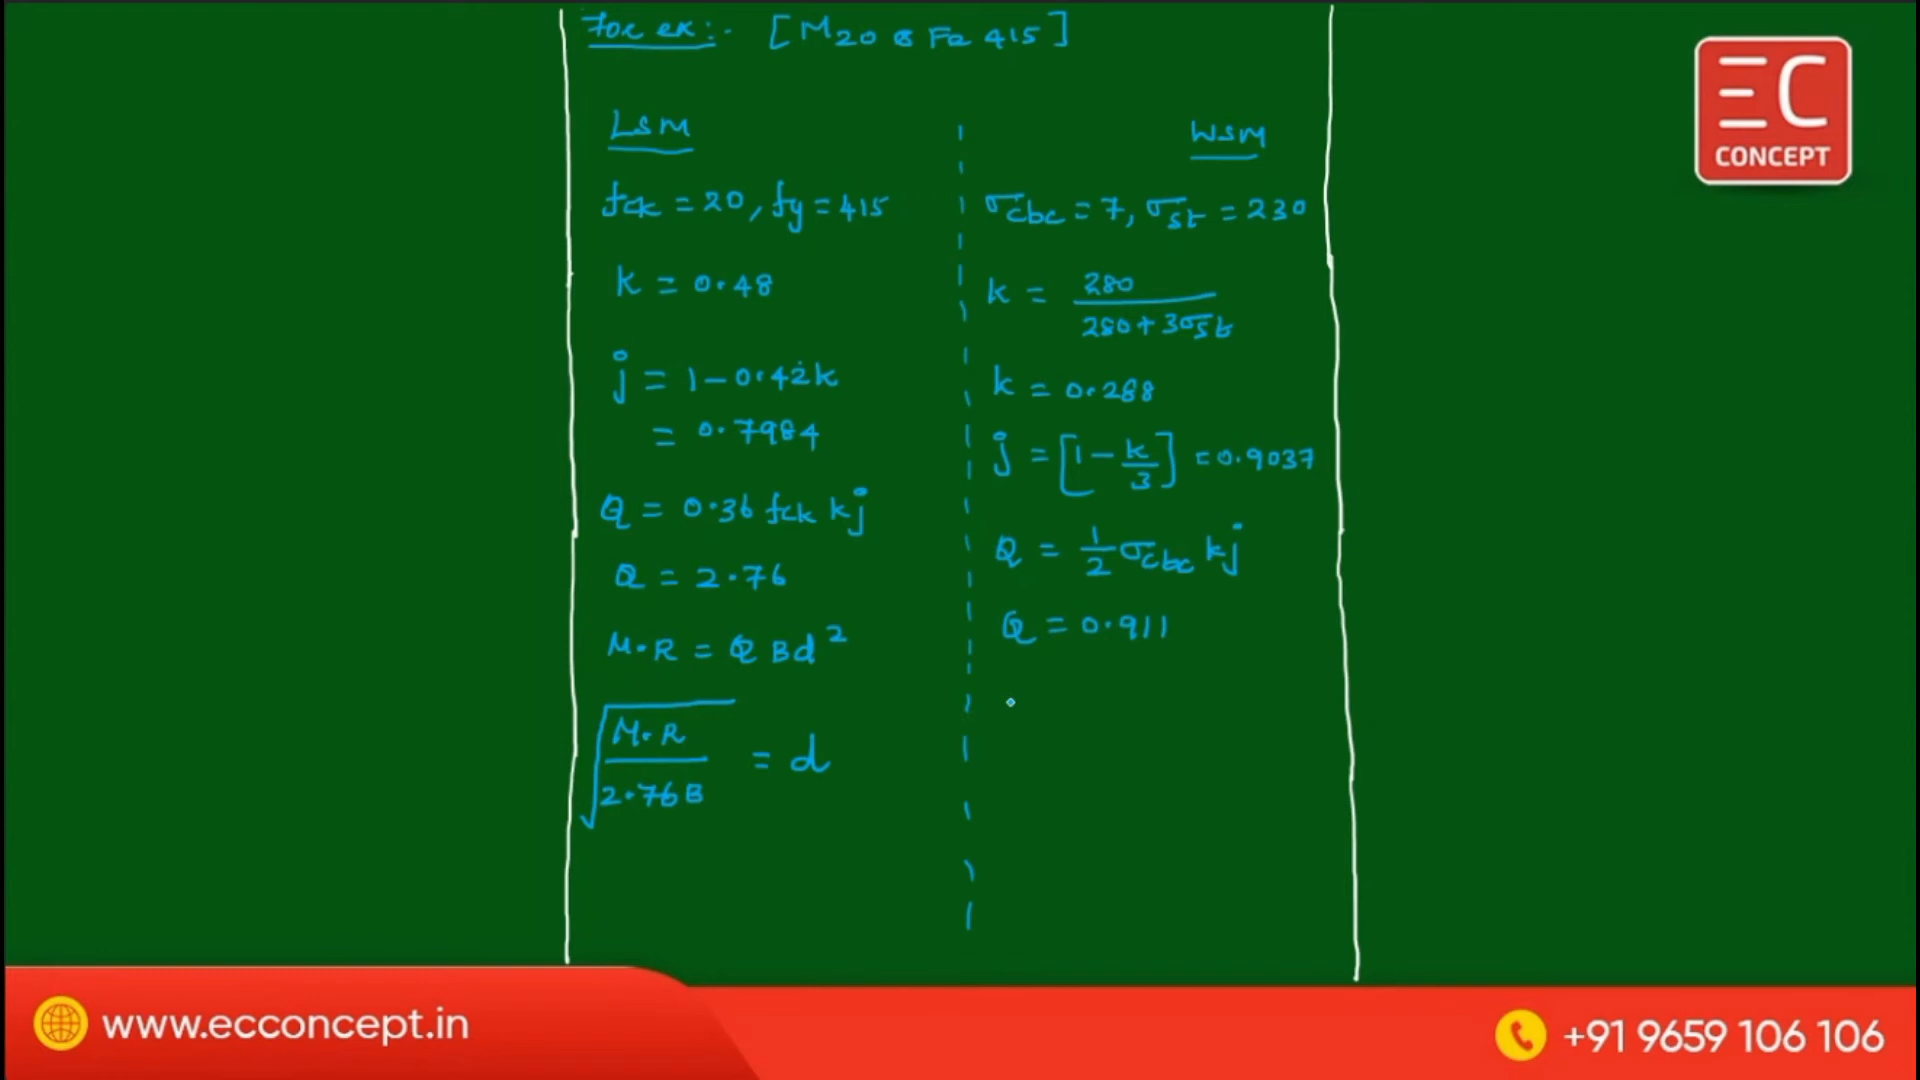 For ex:- [M20 & Fe 415]
LSM
fck = 20, fy = 415
k = 0.48
j = 1 - 0.42k
= 0.7984
Q = 0.36 fck kj
Q = 2.76
M.R = Q Bd²
√(M.R / 2.76B) = d
WSM
σcbc = 7, σst = 230
k = 280 / (280 + 3σst)
k = 0.288
j = [1 - k/3] = 0.9037
Q = 1/2 σcbc kj
Q = 0.911
EC
CONCEPT
www.ecconcept.in
+91 9659 106 106